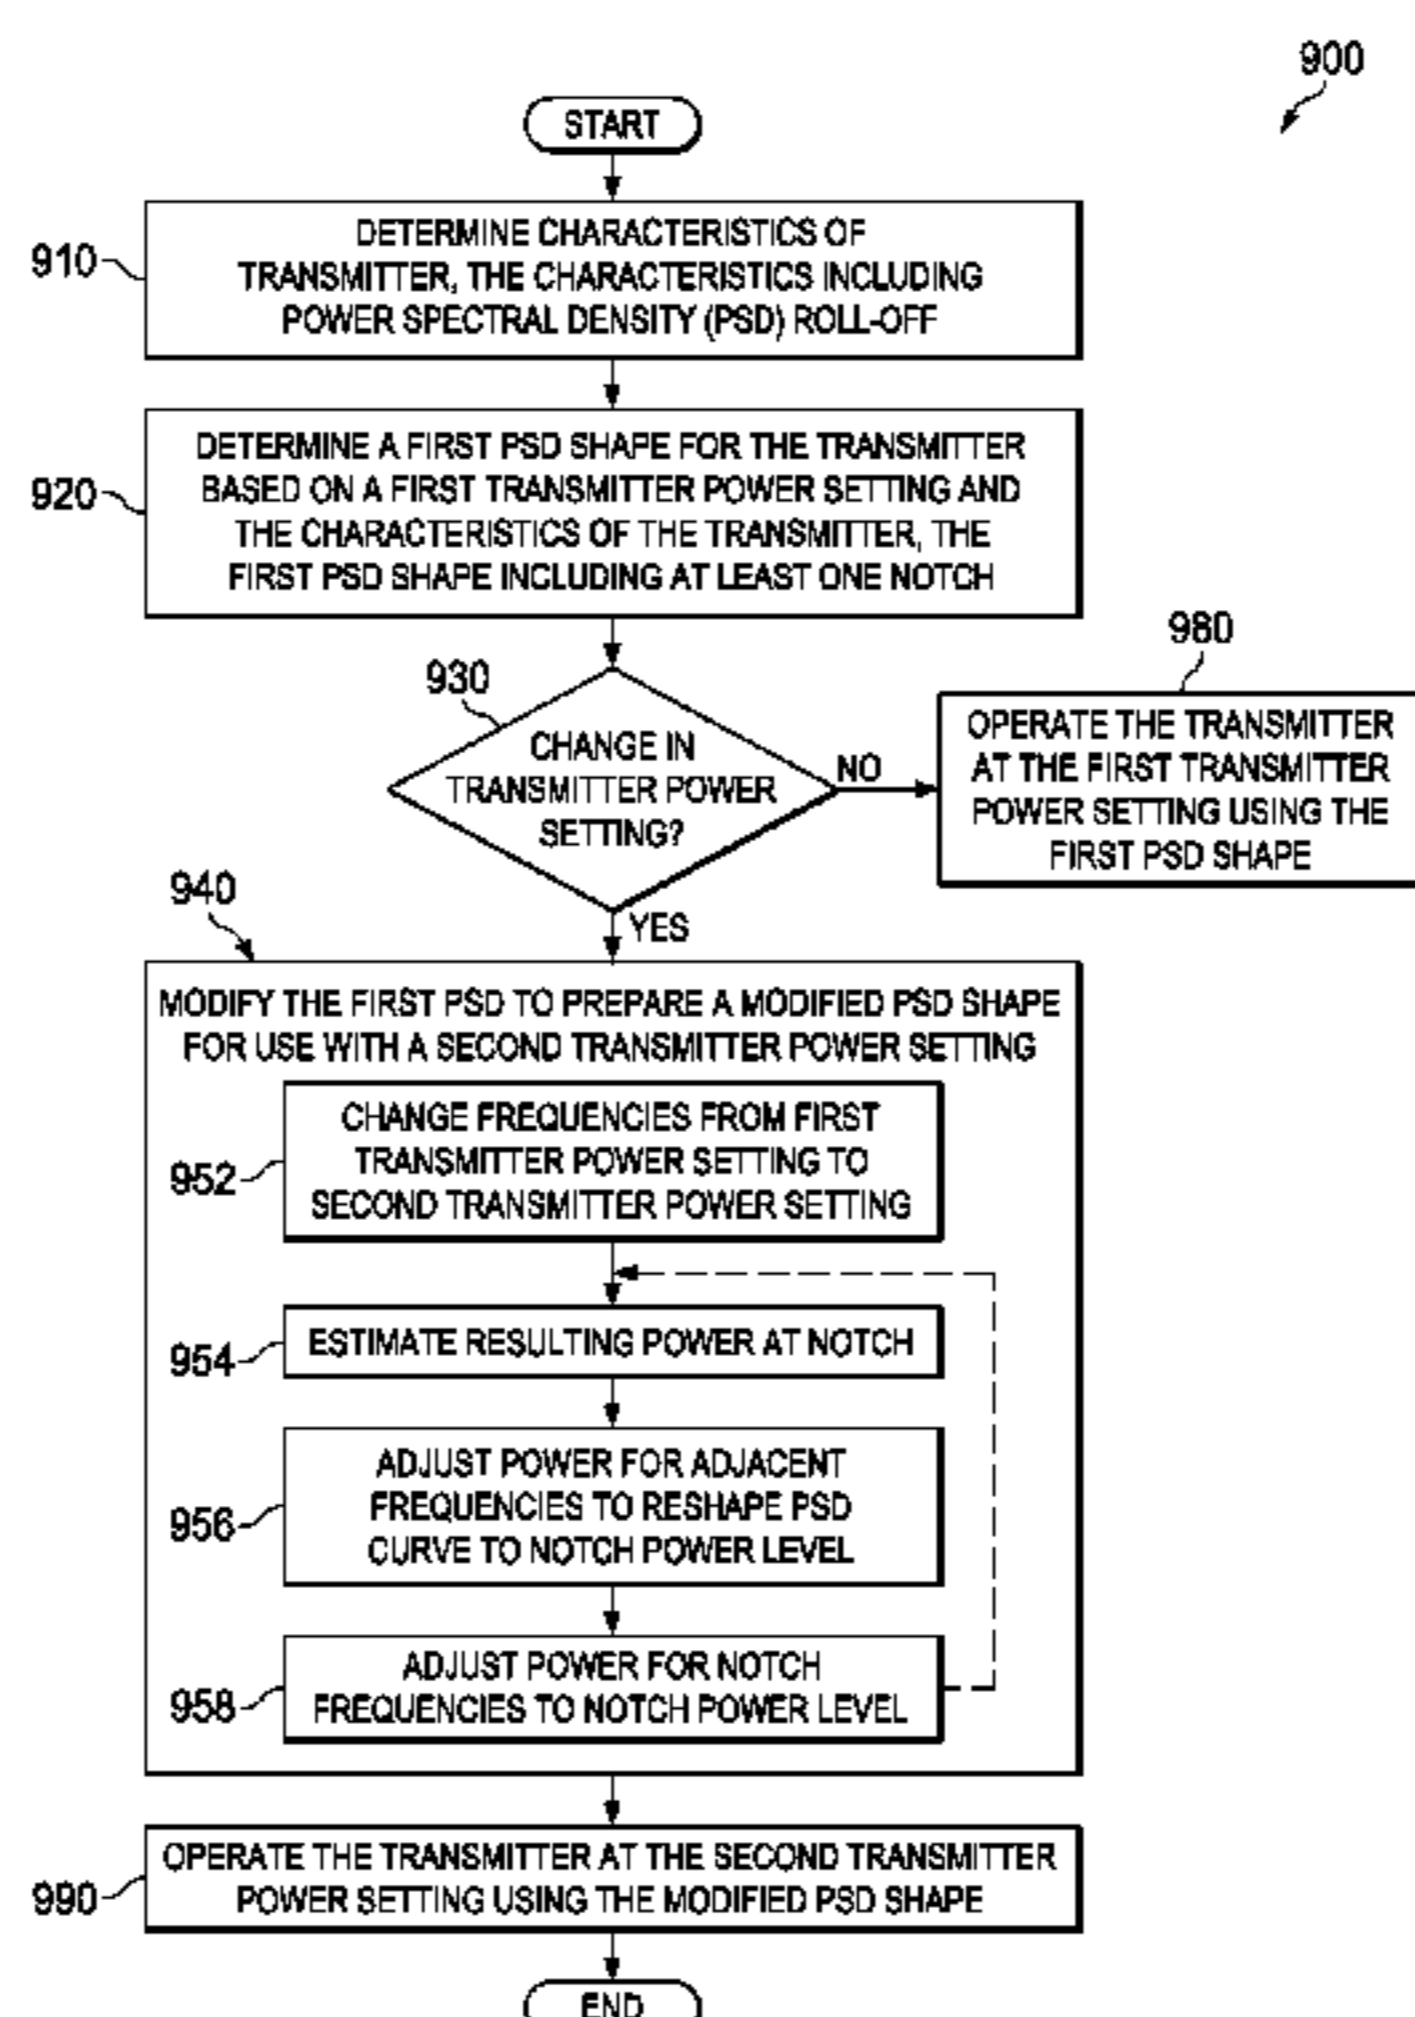 900
START
910
DETERMINE CHARACTERISTICS OF
TRANSMITTER, THE CHARACTERISTICS INCLUDING
POWER SPECTRAL DENSITY (PSD) ROLL-OFF
920
DETERMINE A FIRST PSD SHAPE FOR THE TRANSMITTER
BASED ON A FIRST TRANSMITTER POWER SETTING AND
THE CHARACTERISTICS OF THE TRANSMITTER, THE
FIRST PSD SHAPE INCLUDING AT LEAST ONE NOTCH
930
CHANGE IN
TRANSMITTER POWER
SETTING?
NO
980
OPERATE THE TRANSMITTER
AT THE FIRST TRANSMITTER
POWER SETTING USING THE
FIRST PSD SHAPE
YES
940
MODIFY THE FIRST PSD TO PREPARE A MODIFIED PSD SHAPE
FOR USE WITH A SECOND TRANSMITTER POWER SETTING
952
CHANGE FREQUENCIES FROM FIRST
TRANSMITTER POWER SETTING TO
SECOND TRANSMITTER POWER SETTING
954
ESTIMATE RESULTING POWER AT NOTCH
956
ADJUST POWER FOR ADJACENT
FREQUENCIES TO RESHAPE PSD
CURVE TO NOTCH POWER LEVEL
958
ADJUST POWER FOR NOTCH
FREQUENCIES TO NOTCH POWER LEVEL
990
OPERATE THE TRANSMITTER AT THE SECOND TRANSMITTER
POWER SETTING USING THE MODIFIED PSD SHAPE
END